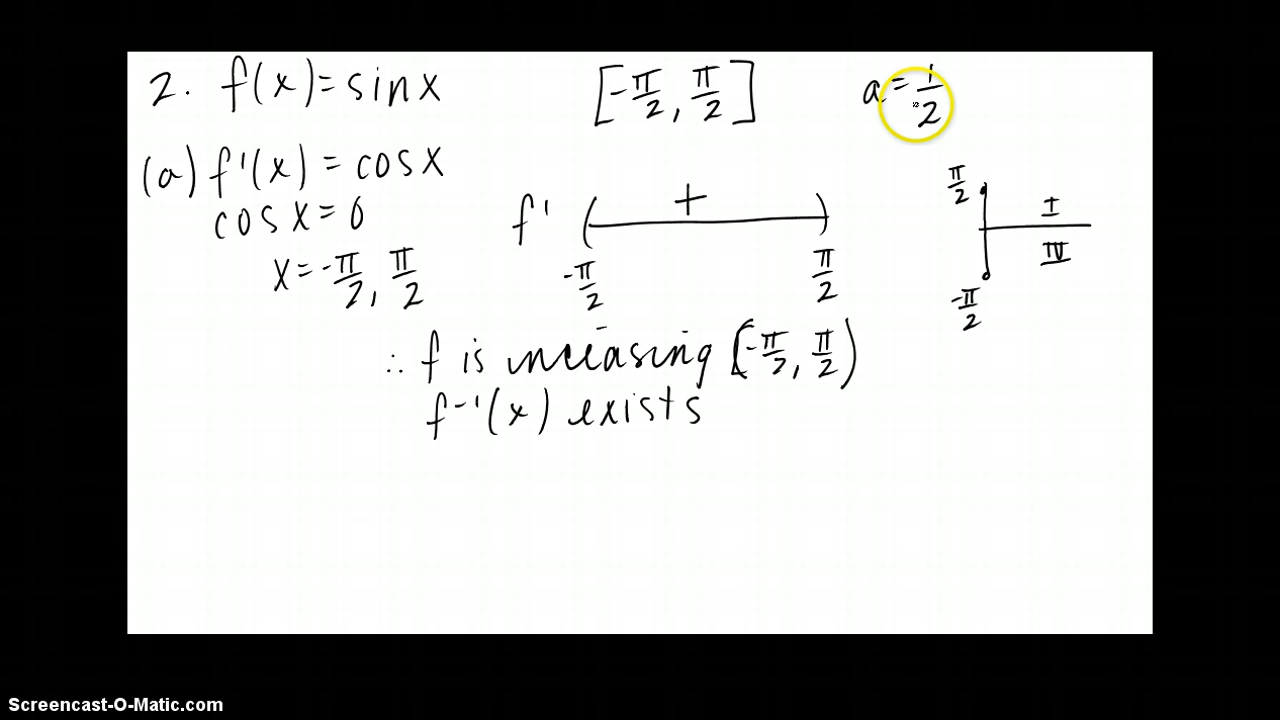 2. f(x) = sin x [-π/2, π/2] a = 1/2
(a) f'(x) = cos x
cos x = 0
x = -π/2, π/2
f' ( + )
-π/2 π/2
π/2
I
IV
-π/2
∴ f is increasing (-π/2, π/2)
f⁻¹(x) exists
Screencast-O-Matic.com